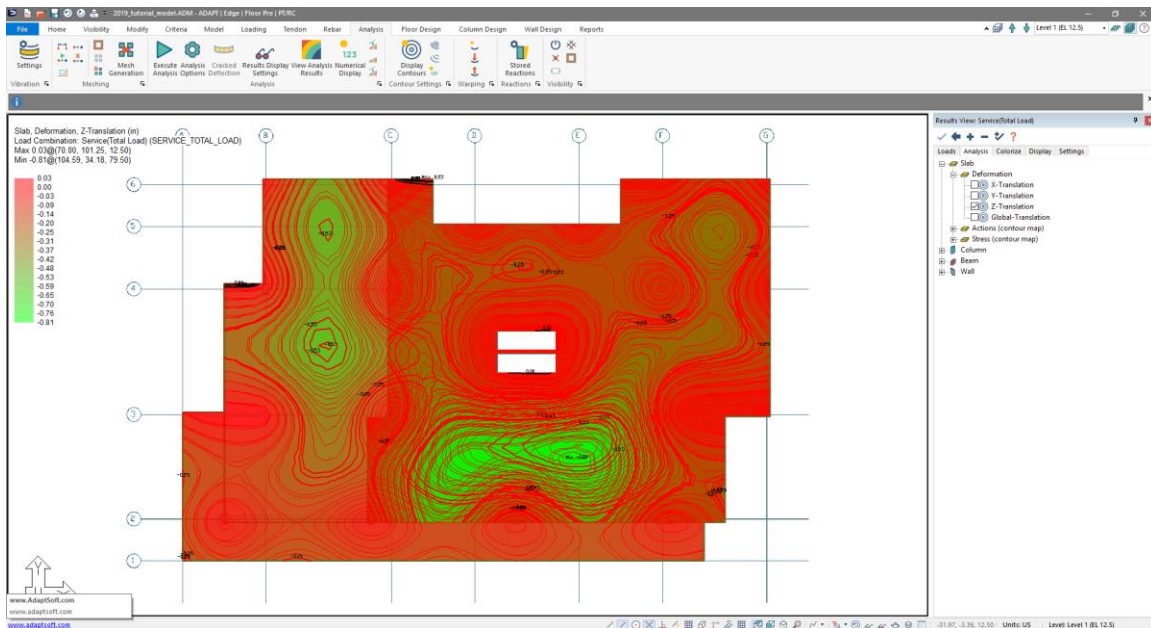 2019_tutorial_model.ADM - ADAPT | Edge | Floor Pro | PT/RC
File Home Visibility Modify Criteria Model Loading Tendon Rebar Analysis Floor Design Column Design Wall Design Reports
Level 1 (EL 12.5)
Settings
Mesh Generation
Execute Analysis
Analysis Options
Cracked Deflection
Results Display Settings
View Analysis Results
123
Numerical Display
Display Contours
Stored Reactions
Vibration Meshing Analysis Contour Settings Warping Reactions Visibility
Slab, Deformation, Z-Translation (in)
Load Combination: Service(Total Load) (SERVICE_TOTAL_LOAD)
Max 0.03@(70.00, 101.25, 12.50)
Min -0.81@(104.59, 34.18, 79.50)
0.03
0.00
-0.03
-0.09
-0.14
-0.20
-0.25
-0.31
-0.37
-0.42
-0.48
-0.53
-0.59
-0.65
-0.70
-0.76
-0.81
A B C D E F G
6
5
4
3
2
1
Results View: Service(Total Load)
Loads Analysis Colorize Display Settings
Slab
Deformation
X-Translation
Y-Translation
Z-Translation
Global-Translation
Actions (contour map)
Stress (contour map)
Column
Beam
Wall
Y
www.AdaptSoft.com
www.adaptsoft.com
www.adaptsoft.com
-31.97, -3.36, 12.50 Units: US Level: Level 1 (EL 12.5)